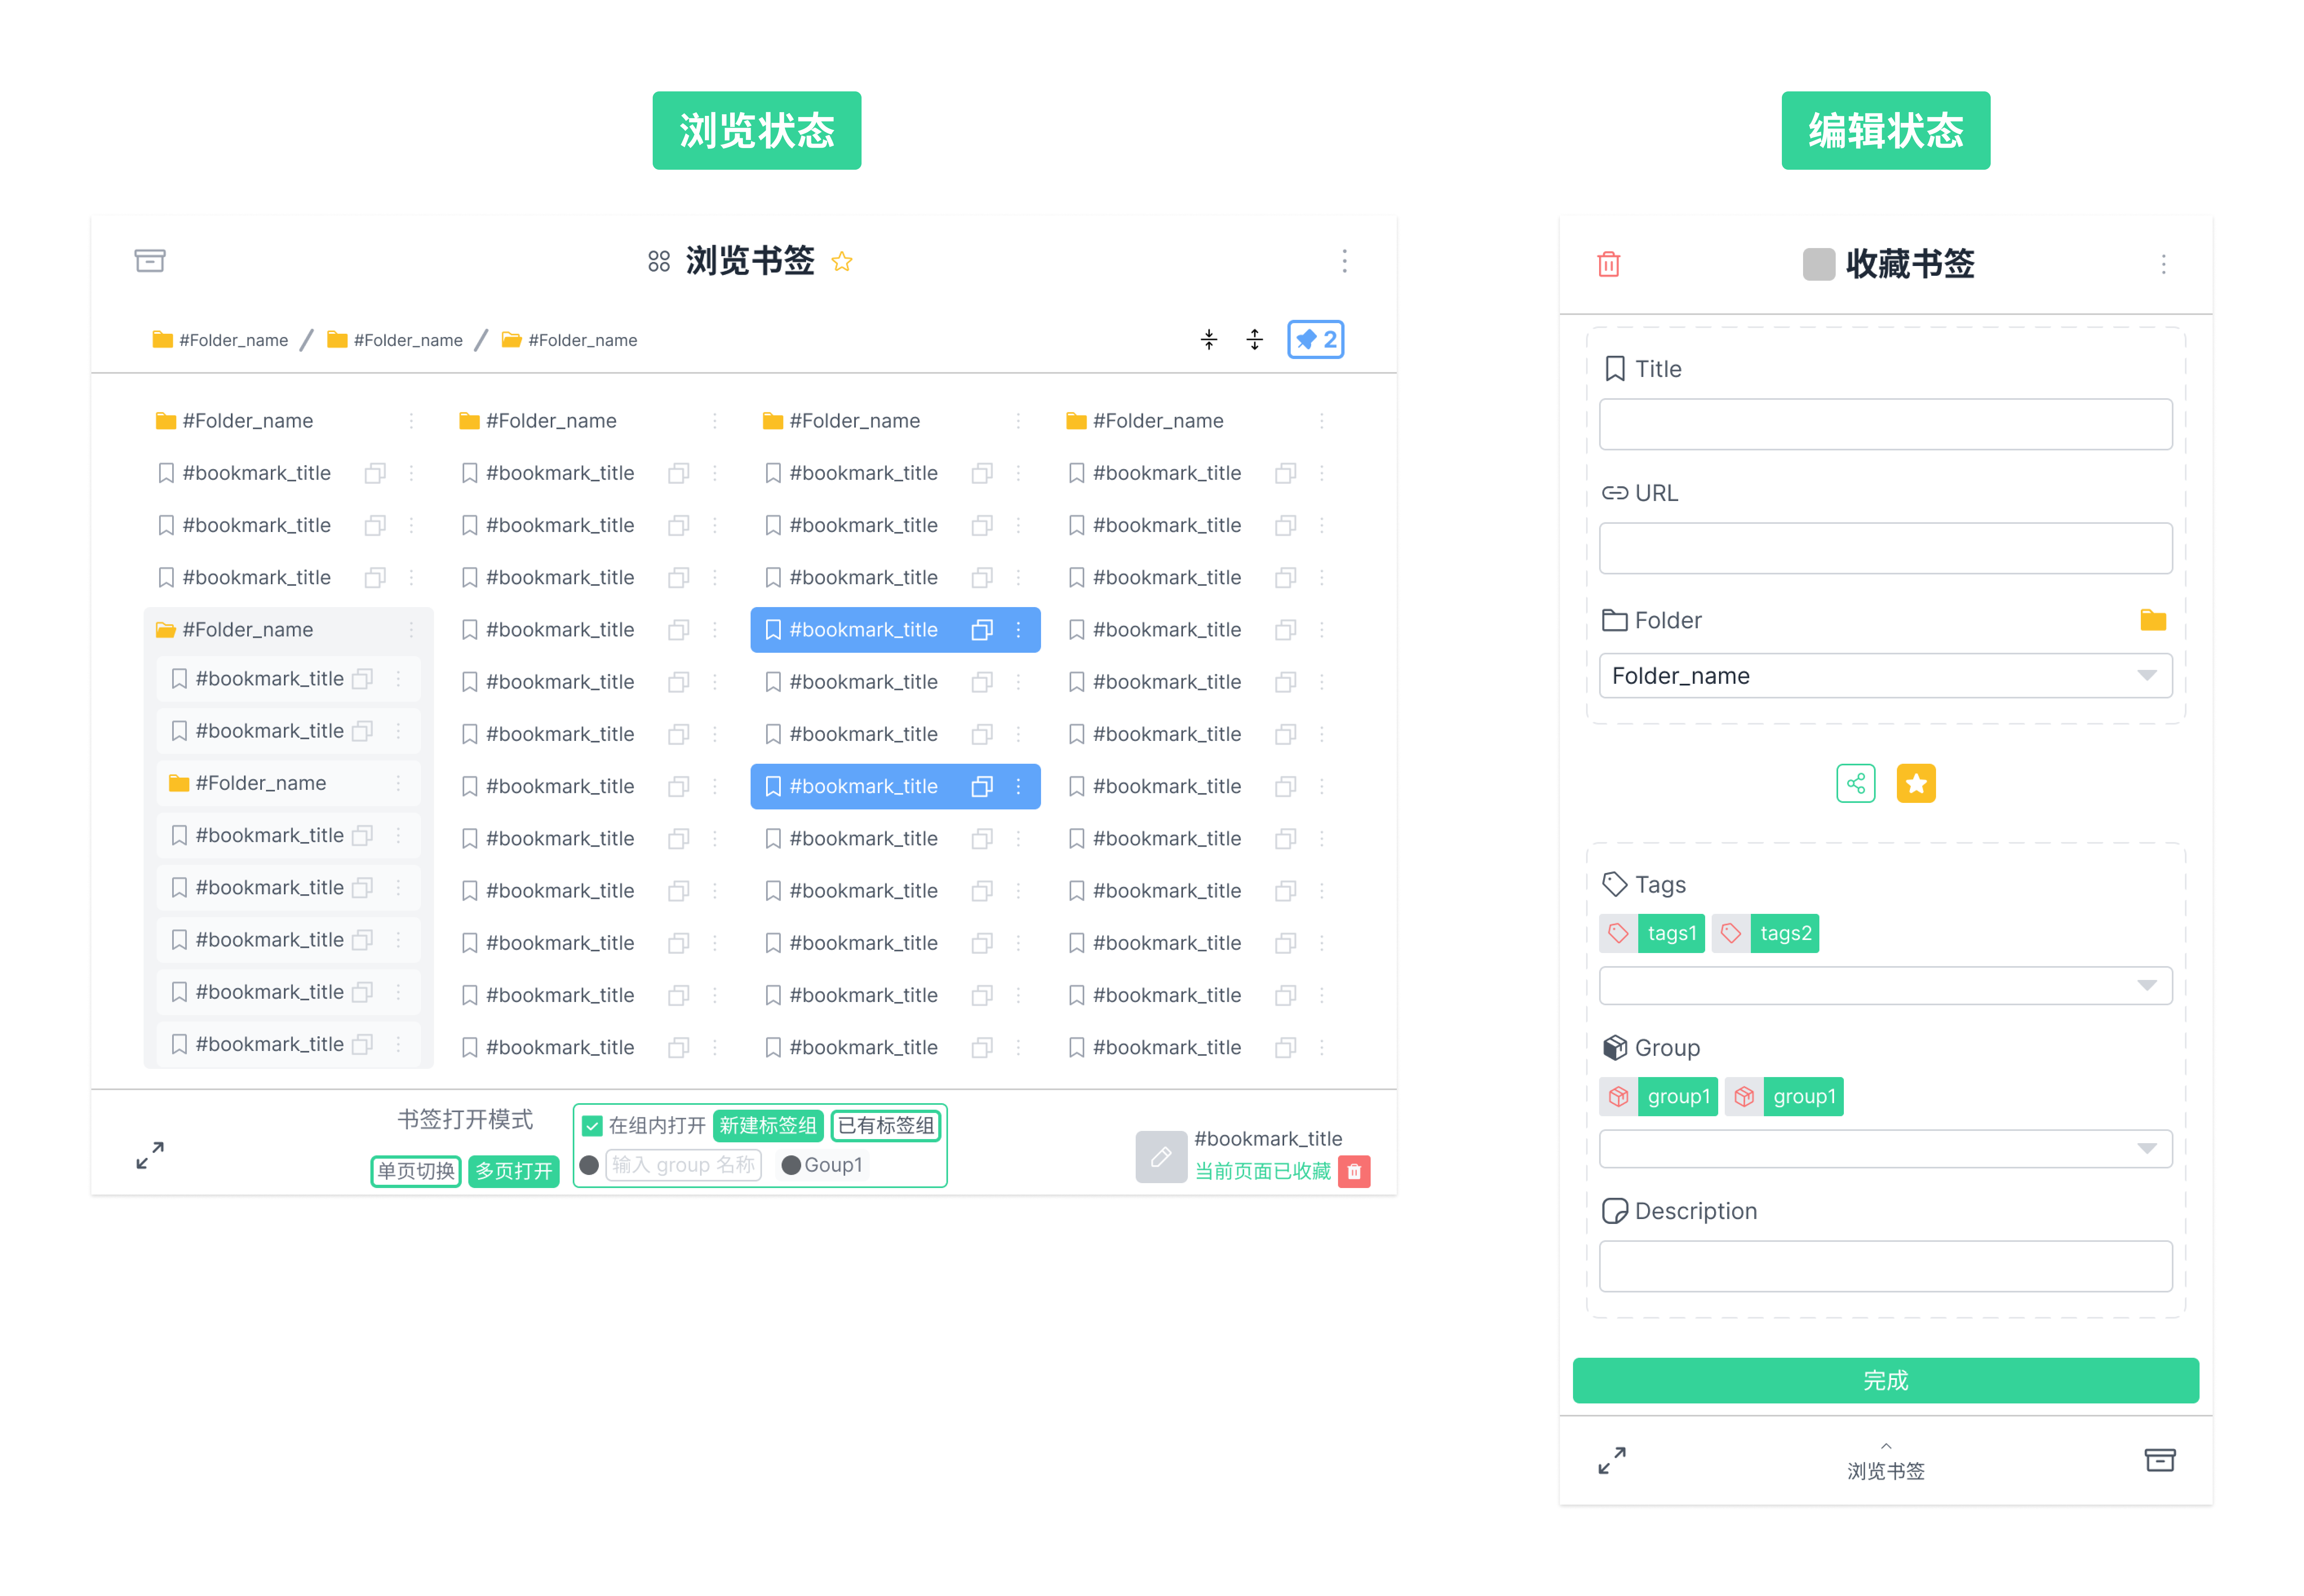 浏览状态
浏览书签
#Folder_name / #Folder_name / #Folder_name
2
#Folder_name
#bookmark_title
#bookmark_title
#bookmark_title
#Folder_name
#bookmark_title
#bookmark_title
#Folder_name
#bookmark_title
#bookmark_title
#bookmark_title
#bookmark_title
#bookmark_title
#Folder_name
#bookmark_title
#bookmark_title
#bookmark_title
#bookmark_title
#bookmark_title
#bookmark_title
#bookmark_title
#bookmark_title
#bookmark_title
#bookmark_title
#bookmark_title
#bookmark_title
#Folder_name
#bookmark_title
#bookmark_title
#bookmark_title
#bookmark_title
#bookmark_title
#bookmark_title
#bookmark_title
#bookmark_title
#bookmark_title
#bookmark_title
#bookmark_title
#bookmark_title
#Folder_name
#bookmark_title
#bookmark_title
#bookmark_title
#bookmark_title
#bookmark_title
#bookmark_title
#bookmark_title
#bookmark_title
#bookmark_title
#bookmark_title
#bookmark_title
#bookmark_title
书签打开模式
单页切换 多页打开
在组内打开 新建标签组 已有标签组
输入 group 名称 Goup1
#bookmark_title
当前页面已收藏
编辑状态
收藏书签
Title
URL
Folder
Folder_name
Tags
tags1 tags2
Group
group1 group1
Description
完成
浏览书签